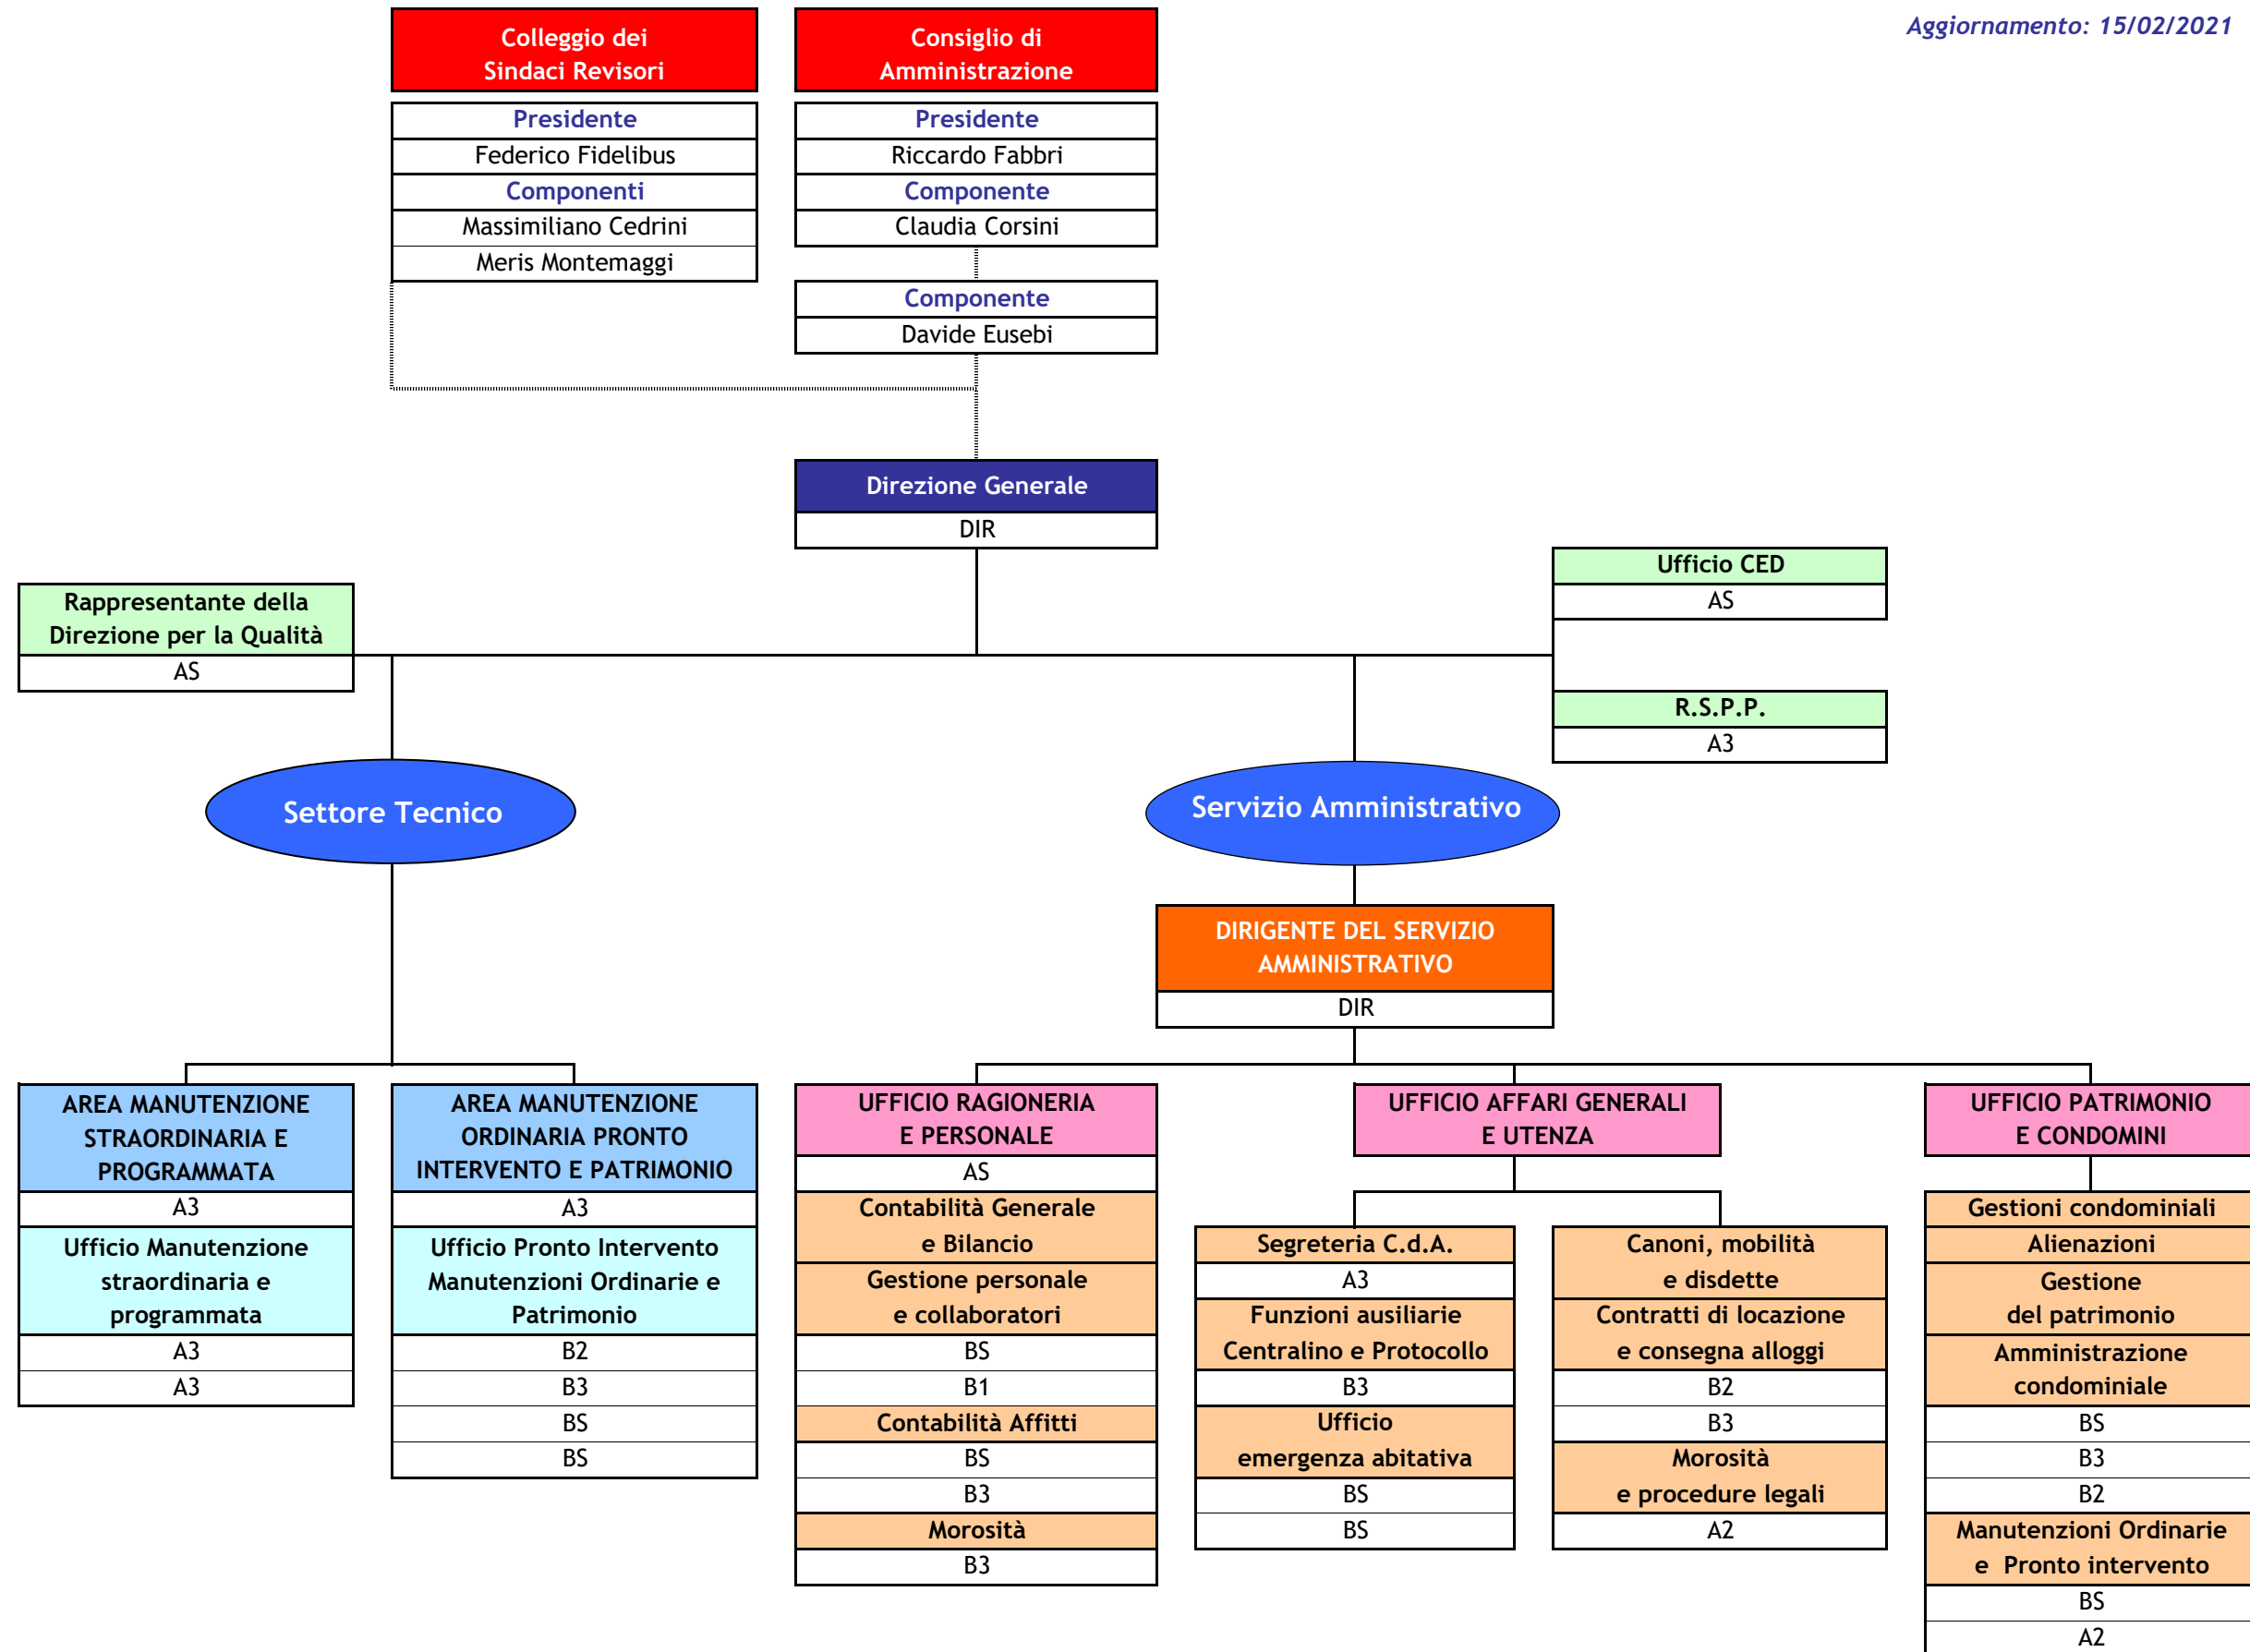 Aggiornamento: 15/02/2021
Colleggio dei
Sindaci Revisori
Presidente
Federico Fidelibus
Componenti
Massimiliano Cedrini
Meris Montemaggi
Consiglio di
Amministrazione
Presidente
Riccardo Fabbri
Componente
Claudia Corsini
Componente
Davide Eusebi
Direzione Generale
DIR
Rappresentante della
Direzione per la Qualità
AS
Ufficio CED
AS
R.S.P.P.
A3
Settore Tecnico
Servizio Amministrativo
DIRIGENTE DEL SERVIZIO
AMMINISTRATIVO
DIR
AREA MANUTENZIONE
STRAORDINARIA E
PROGRAMMATA
A3
Ufficio Manutenzione
straordinaria e
programmata
A3
A3
AREA MANUTENZIONE
ORDINARIA PRONTO
INTERVENTO E PATRIMONIO
A3
Ufficio Pronto Intervento
Manutenzioni Ordinarie e
Patrimonio
B2
B3
BS
BS
UFFICIO RAGIONERIA
E PERSONALE
AS
Contabilità Generale
e Bilancio
Gestione personale
e collaboratori
BS
B1
Contabilità Affitti
BS
B3
Morosità
B3
UFFICIO AFFARI GENERALI
E UTENZA
Segreteria C.d.A.
A3
Funzioni ausiliarie
Centralino e Protocollo
B3
Ufficio
emergenza abitativa
BS
BS
Canoni, mobilità
e disdette
Contratti di locazione
e consegna alloggi
B2
B3
Morosità
e procedure legali
A2
UFFICIO PATRIMONIO
E CONDOMINI
Gestioni condominiali
Alienazioni
Gestione
del patrimonio
Amministrazione
condominiale
BS
B3
B2
Manutenzioni Ordinarie
e  Pronto intervento
BS
A2